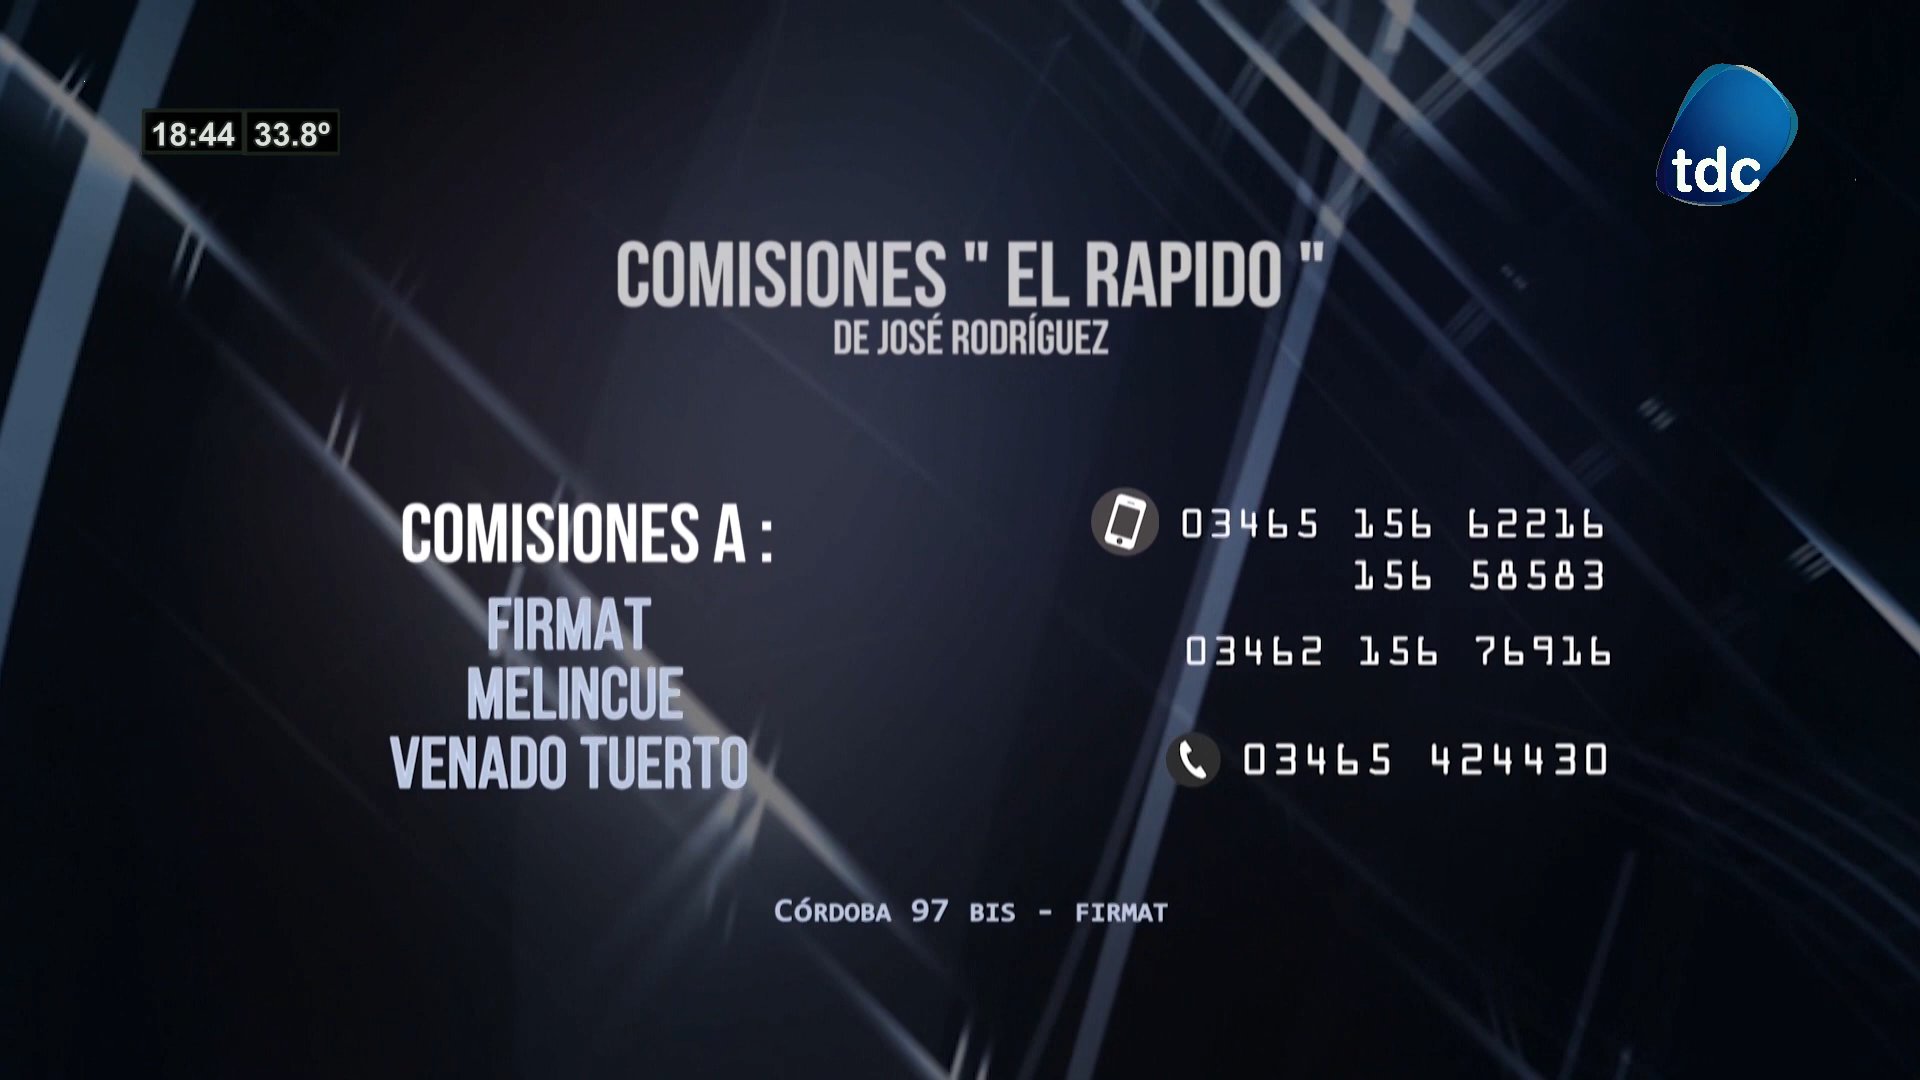 18:44 33.8º
tdc
COMISIONES " EL RAPIDO "
DE JOSÉ RODRÍGUEZ
COMISIONES A :
FIRMAT
MELINCUE
VENADO TUERTO
03465 156 62216
156 58583
03462 156 76916
03465 424430
CÓRDOBA 97 BIS - FIRMAT